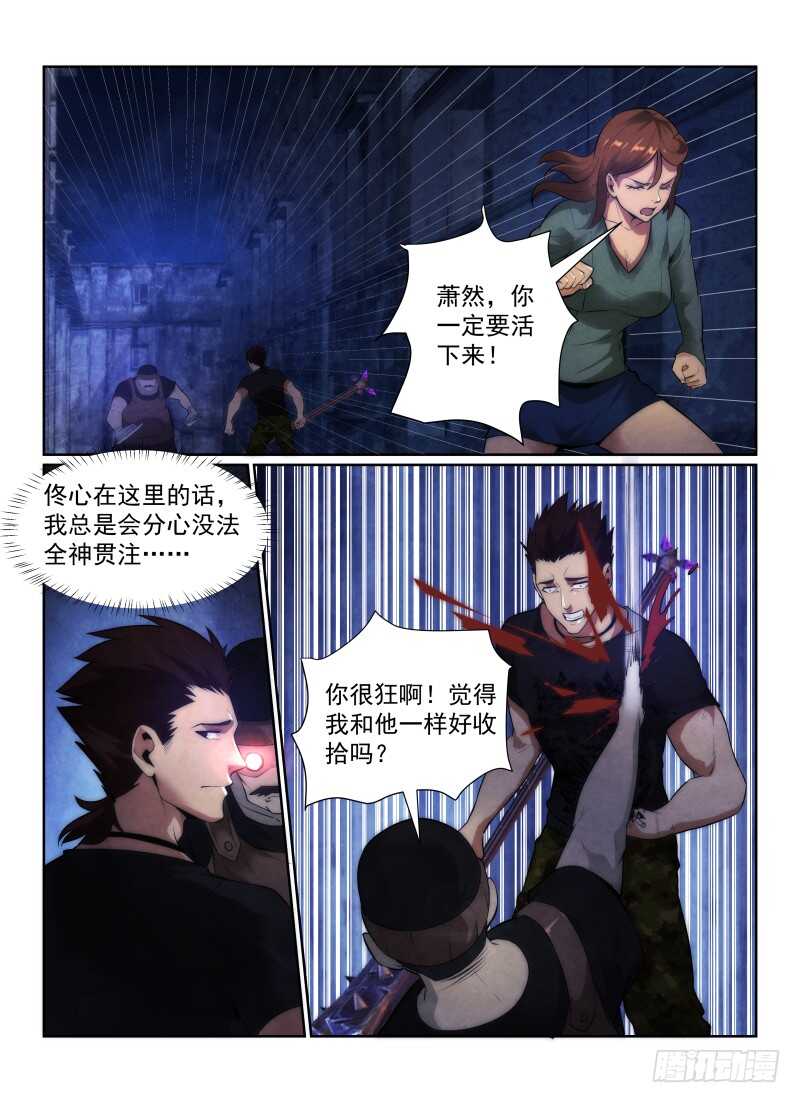 萧然，你
一定要活
下来！
佟心在这里的话，
我总是会分心没法
全神贯注……
你很狂啊！觉得
我和他一样好收
拾吗？
腾讯动漫